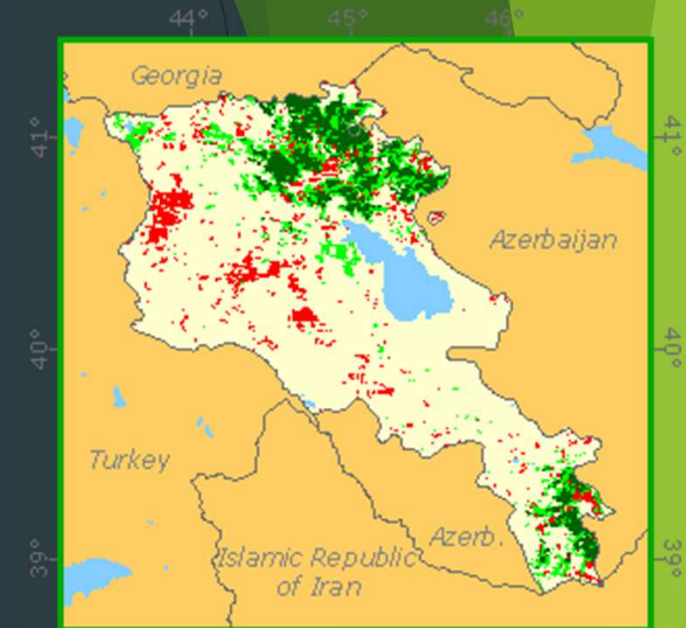 44° 45° 46°
Georgia
41° 41°
Azerbaijan
40° 40°
Turkey
Azerb.
39° 39°
Islamic Republic
of Iran